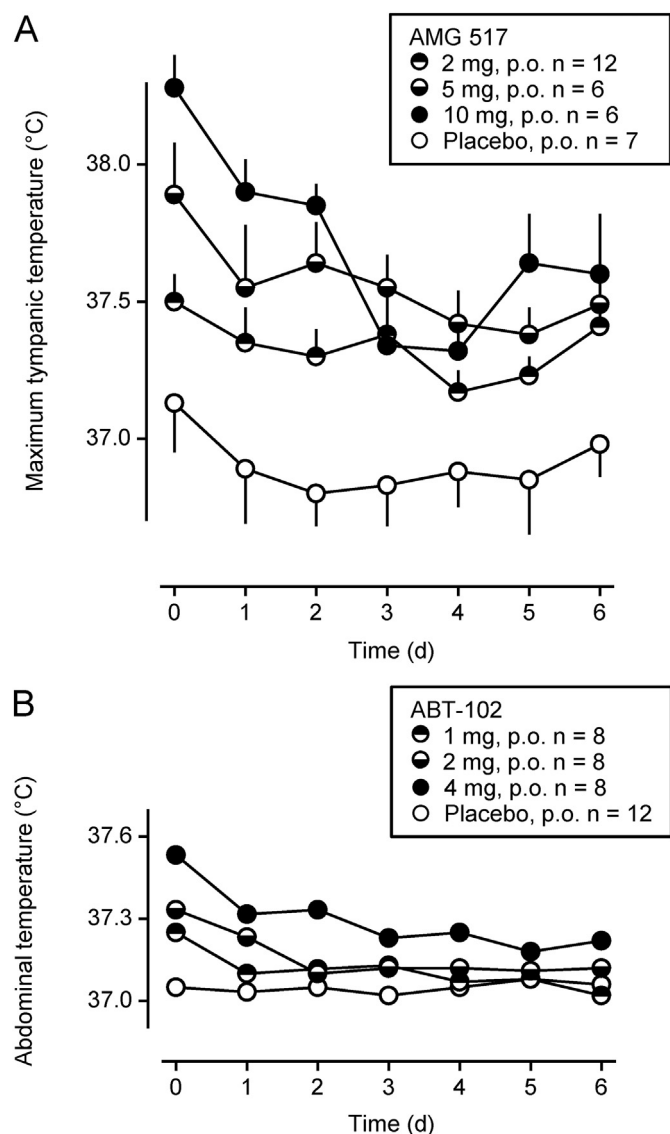 A
AMG 517
2 mg, p.o. n = 12
5 mg, p.o. n = 6
10 mg, p.o. n = 6
Placebo, p.o. n = 7
Maximum tympanic temperature (°C)
38.0
37.5
37.0
0 1 2 3 4 5 6
Time (d)
B
ABT-102
1 mg, p.o. n = 8
2 mg, p.o. n = 8
4 mg, p.o. n = 8
Placebo, p.o. n = 12
Abdominal temperature (°C)
37.6
37.3
37.0
0 1 2 3 4 5 6
Time (d)